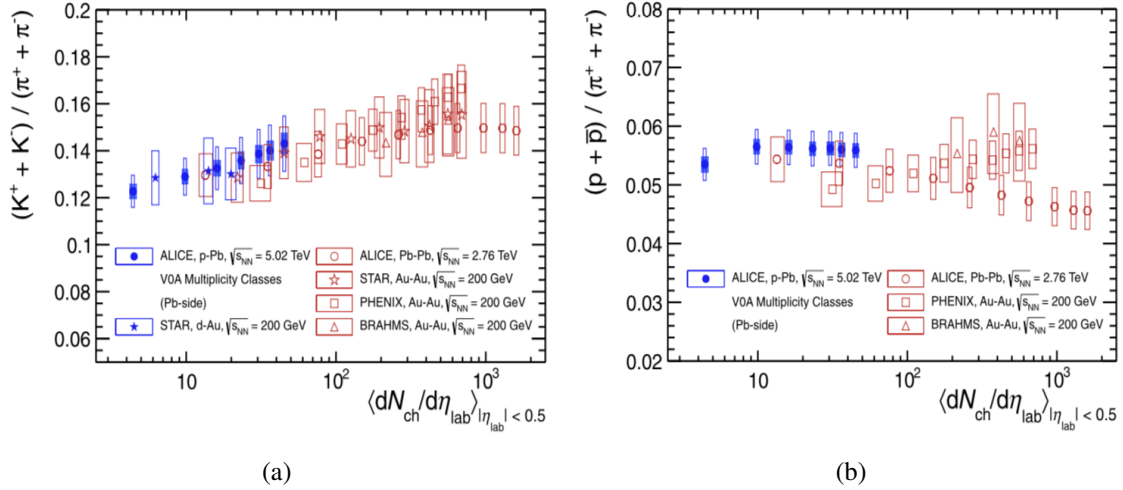 (K⁺ + K⁻) / (π⁺ + π⁻)
0.2
0.18
0.16
0.14
0.12
0.1
0.08
0.06
ALICE, p-Pb, √sNN = 5.02 TeV
V0A Multiplicity Classes
(Pb-side)
STAR, d-Au, √sNN = 200 GeV
ALICE, Pb-Pb, √sNN = 2.76 TeV
STAR, Au-Au, √sNN = 200 GeV
PHENIX, Au-Au, √sNN = 200 GeV
BRAHMS, Au-Au, √sNN = 200 GeV
10 10² 10³
⟨dNch/dηlab⟩|ηlab| < 0.5
(a)
(p + p̅) / (π⁺ + π⁻)
0.08
0.07
0.06
0.05
0.04
0.03
0.02
ALICE, p-Pb, √sNN = 5.02 TeV
V0A Multiplicity Classes
(Pb-side)
ALICE, Pb-Pb, √sNN = 2.76 TeV
PHENIX, Au-Au, √sNN = 200 GeV
BRAHMS, Au-Au, √sNN = 200 GeV
10 10² 10³
⟨dNch/dηlab⟩|ηlab| < 0.5
(b)